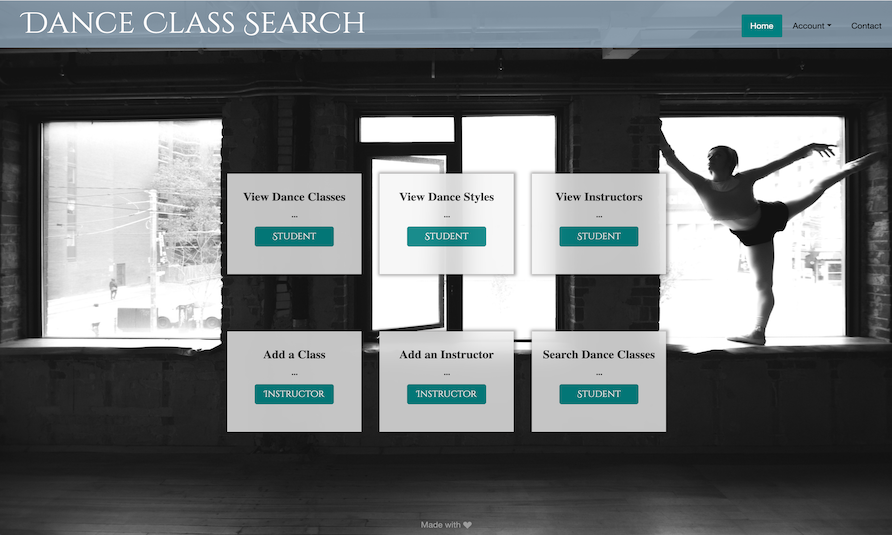 Dance Class Search
Home Account Contact
View Dance Classes
...
Student
View Dance Styles
...
Student
View Instructors
...
Student
Add a Class
...
Instructor
Add an Instructor
...
Instructor
Search Dance Classes
...
Student
Made with